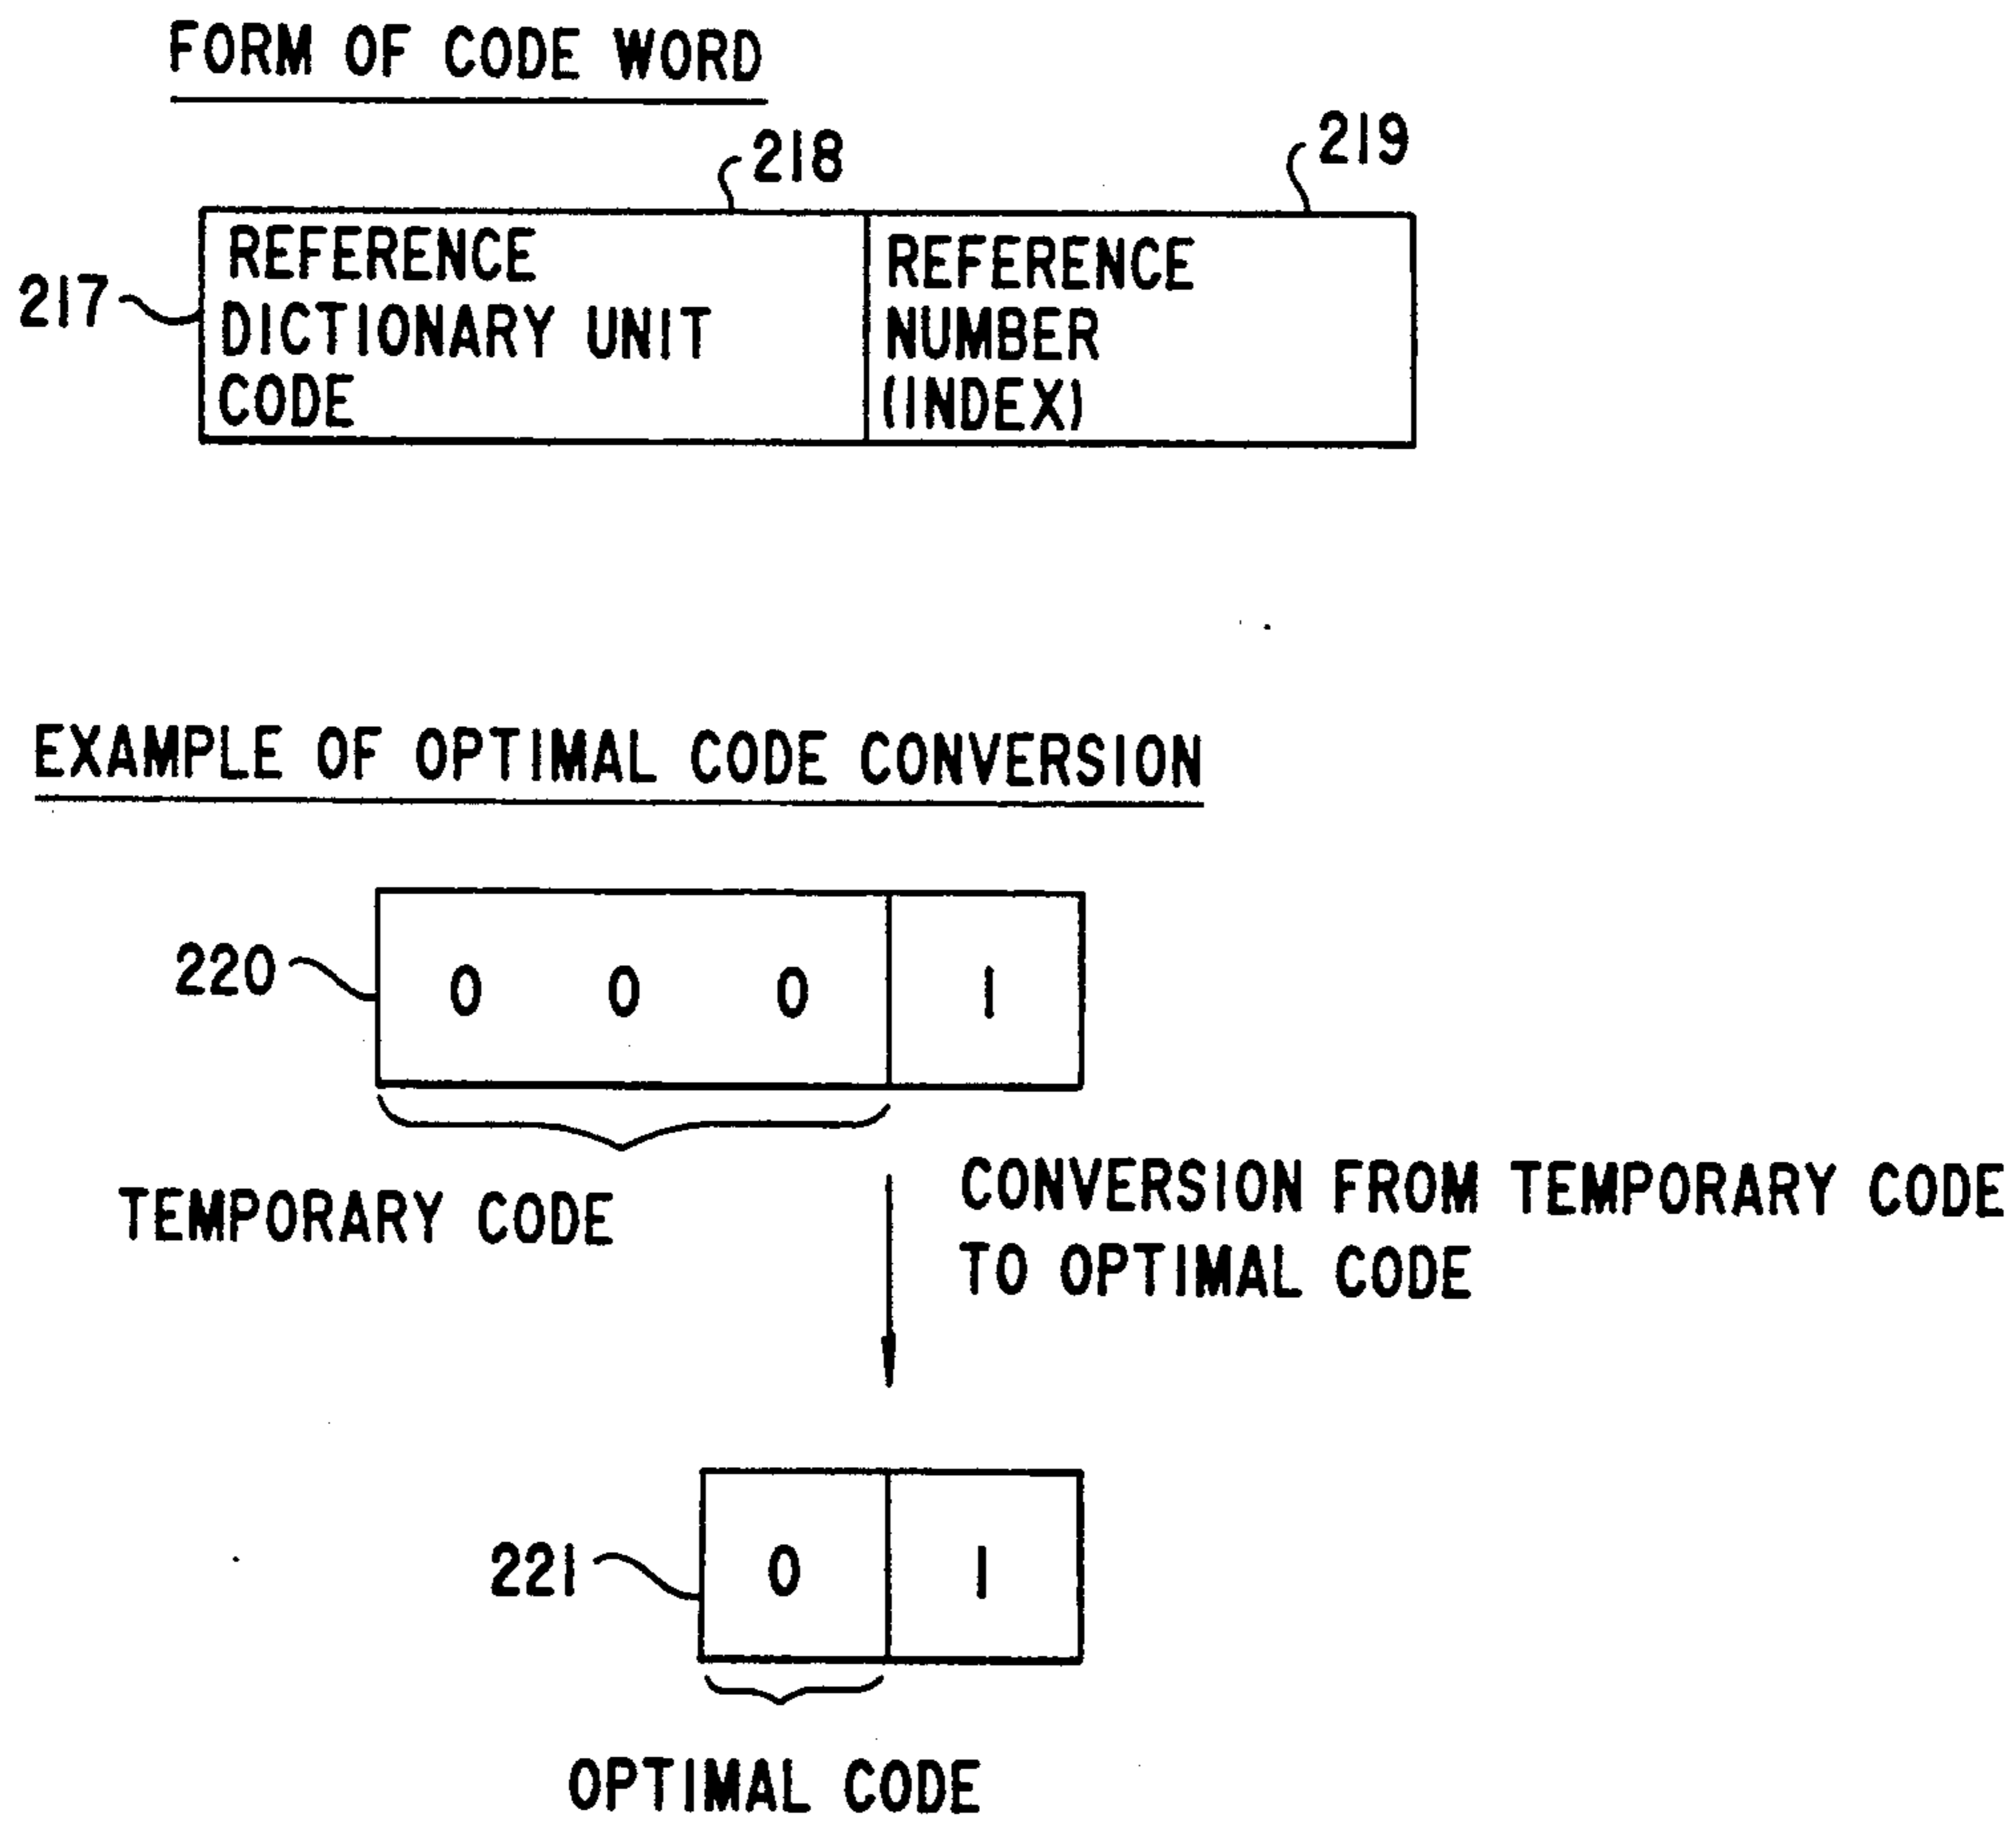 FORM OF CODE WORD
218
219
217
REFERENCE
DICTIONARY UNIT
CODE
REFERENCE
NUMBER
(INDEX)
EXAMPLE OF OPTIMAL CODE CONVERSION
220
0 0 0 1
TEMPORARY CODE
CONVERSION FROM TEMPORARY CODE
TO OPTIMAL CODE
221
0 1
OPTIMAL CODE